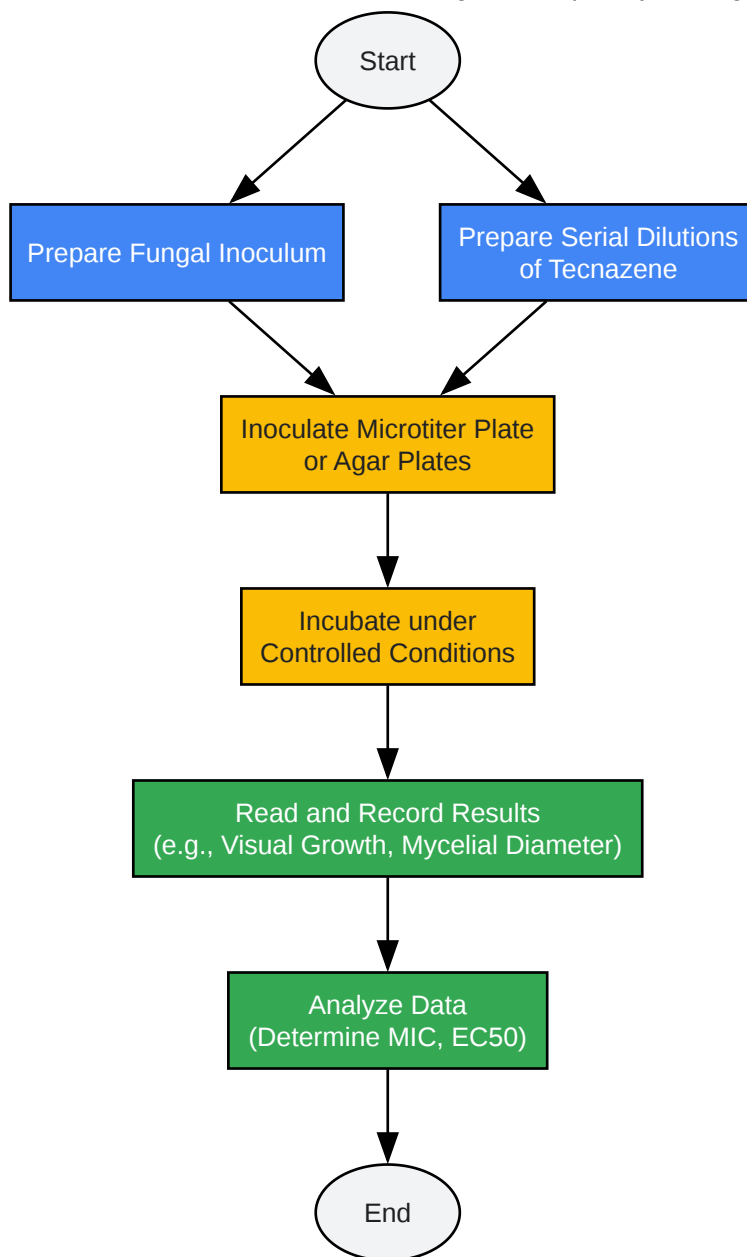 Start
Prepare Fungal Inoculum
Prepare Serial Dilutions
of Tecnazene
Inoculate Microtiter Plate
or Agar Plates
Incubate under
Controlled Conditions
Read and Record Results
(e.g., Visual Growth, Mycelial Diameter)
Analyze Data
(Determine MIC, EC50)
End